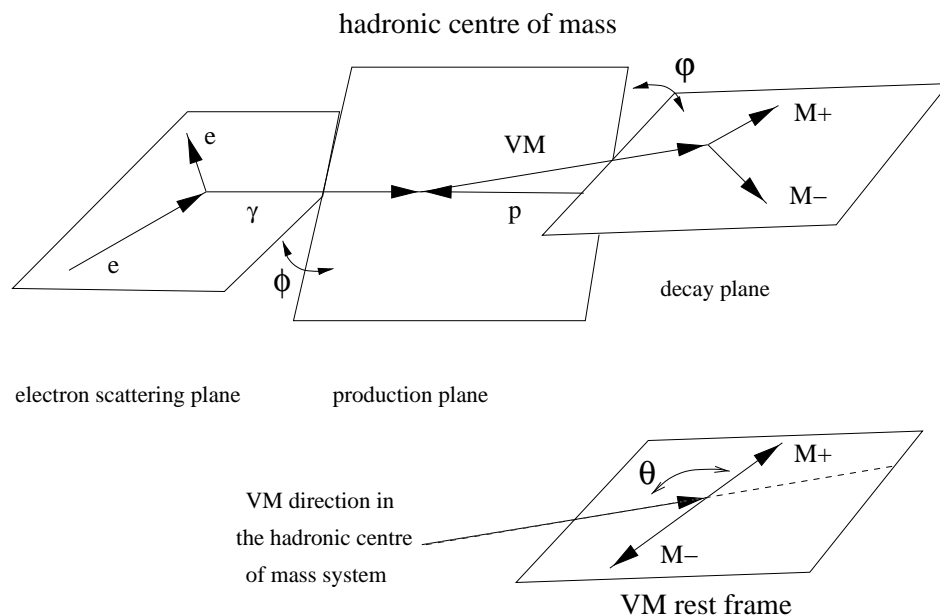 hadronic centre of mass
φ
M+
e
VM
M−
γ
p
e
ϕ
decay plane
electron scattering plane
production plane
M+
θ
VM direction in
the hadronic centre
of mass system
M−
VM rest frame